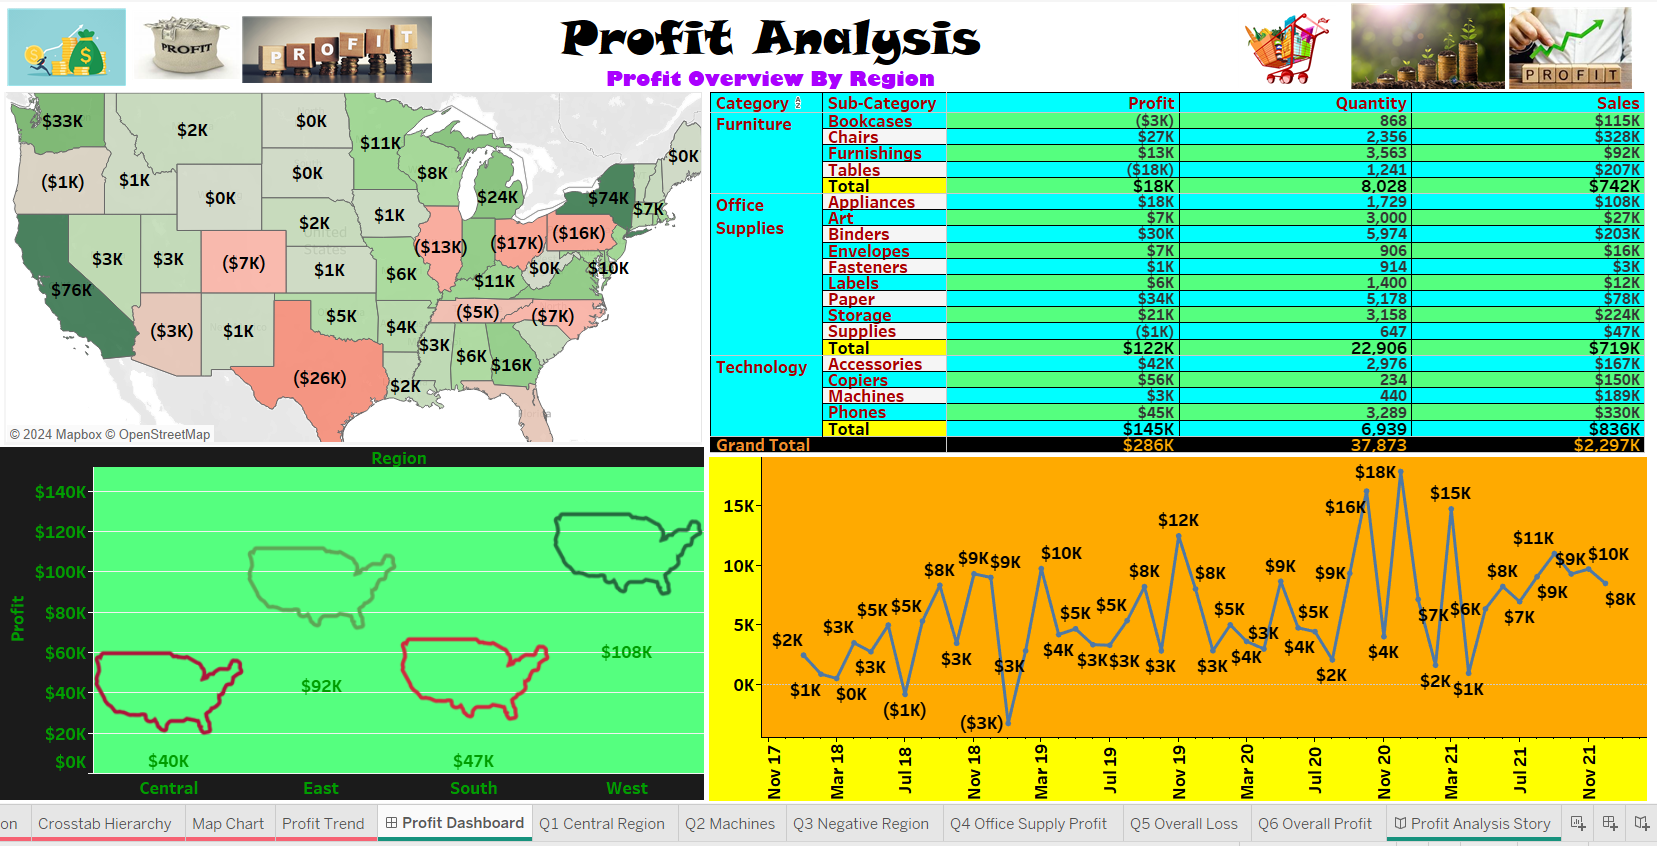 PROFIT
PROFIT
Profit Analysis
Profit Overview By Region
PROFIT
$33K
$2K
$0K
$11K
$0K
($1K)
$1K
$0K
$0K
$8K
$24K
$74K
$7K
$2K
$1K
($13K)
($17K)
($16K)
$3K
$3K
($7K)
$1K
$6K
$11K
$0K
$10K
$76K
($3K)
$1K
$5K
$4K
($5K)
($7K)
$3K
$6K
$16K
($26K)
$2K
United
States
Florida
© 2024 Mapbox © OpenStreetMap
Category Sub-Category Profit Quantity Sales
Furniture Bookcases ($3K) 868 $115K
Chairs $27K 2,356 $328K
Furnishings $13K 3,563 $92K
Tables ($18K) 1,241 $207K
Total $18K 8,028 $742K
Office Supplies Appliances $18K 1,729 $108K
Art $7K 3,000 $27K
Binders $30K 5,974 $203K
Envelopes $7K 906 $16K
Fasteners $1K 914 $3K
Labels $6K 1,400 $12K
Paper $34K 5,178 $78K
Storage $21K 3,158 $224K
Supplies ($1K) 647 $47K
Total $122K 22,906 $719K
Technology Accessories $42K 2,976 $167K
Copiers $56K 234 $150K
Machines $3K 440 $189K
Phones $45K 3,289 $330K
Total $145K 6,939 $836K
Grand Total $286K 37,873 $2,297K
Region
Profit
$140K
$120K
$100K
$80K
$60K
$40K
$20K
$0K
$40K
$92K
$47K
$108K
Central East South West
15K
10K
5K
0K
$2K
$1K
$0K
$3K
$3K
$5K
($1K)
$5K
$8K
$3K
$9K
$9K
($3K)
$3K
$10K
$4K
$5K
$3K
$3K
$5K
$8K
$3K
$12K
$8K
$3K
$5K
$4K
$3K
$9K
$4K
$5K
$2K
$9K
$16K
$4K
$18K
$7K
$2K
$15K
$1K
$6K
$8K
$7K
$9K
$11K
$9K
$10K
$8K
Nov 17 Mar 18 Jul 18 Nov 18 Mar 19 Jul 19 Nov 19 Mar 20 Jul 20 Nov 20 Mar 21 Jul 21 Nov 21
on Crosstab Hierarchy Map Chart Profit Trend Profit Dashboard Q1 Central Region Q2 Machines Q3 Negative Region Q4 Office Supply Profit Q5 Overall Loss Q6 Overall Profit Profit Analysis Story